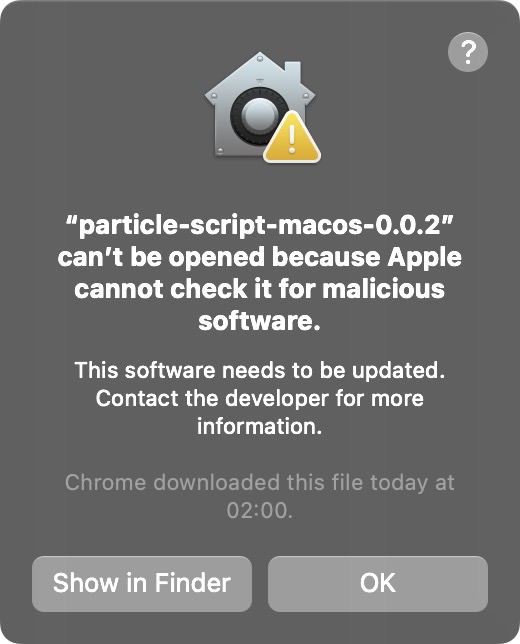 ?
“particle-script-macos-0.0.2”
can’t be opened because Apple
cannot check it for malicious
software.
This software needs to be updated.
Contact the developer for more
information.
Chrome downloaded this file today at
02:00.
Show in Finder
OK